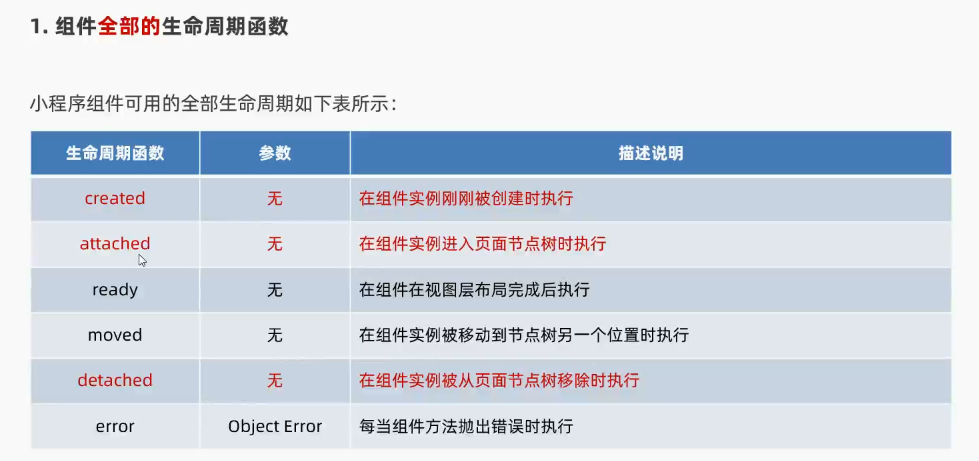 1. 组件全部的生命周期函数
小程序组件可用的全部生命周期如下表所示：
生命周期函数 参数 描述说明
created 无 在组件实例刚刚被创建时执行
attached 无 在组件实例进入页面节点树时执行
ready 无 在组件在视图层布局完成后执行
moved 无 在组件实例被移动到节点树另一个位置时执行
detached 无 在组件实例被从页面节点树移除时执行
error Object Error 每当组件方法抛出错误时执行